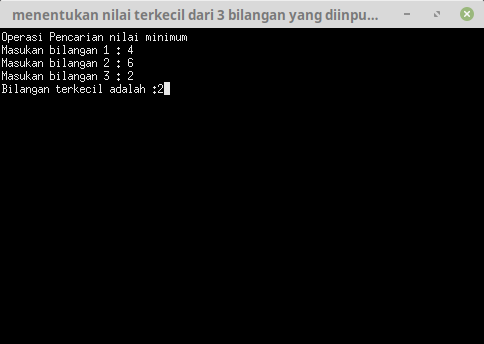 menentukan nilai terkecil dari 3 bilangan yang diinpu...
Operasi Pencarian nilai minimum
Masukan bilangan 1 : 4
Masukan bilangan 2 : 6
Masukan bilangan 3 : 2
Bilangan terkecil adalah :2